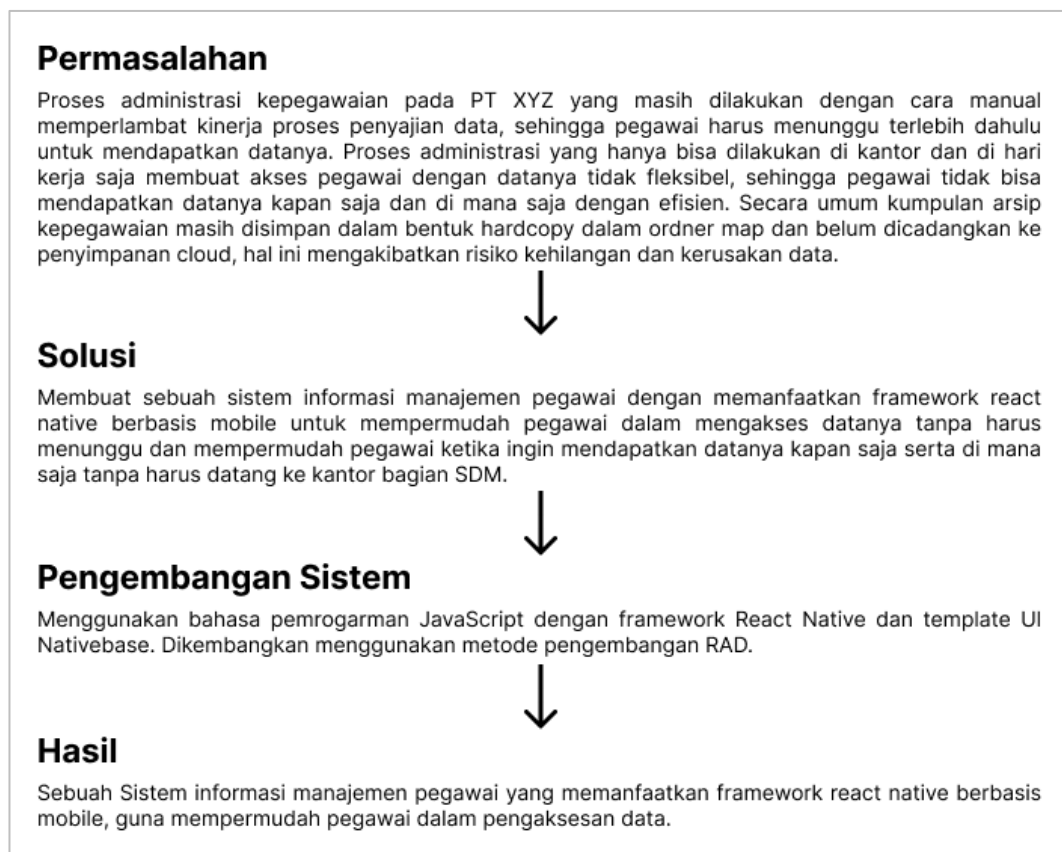 Permasalahan
Proses administrasi kepegawaian pada PT XYZ yang masih dilakukan dengan cara manual
memperlambat kinerja proses penyajian data, sehingga pegawai harus menunggu terlebih dahulu
untuk mendapatkan datanya. Proses administrasi yang hanya bisa dilakukan di kantor dan di hari
kerja saja membuat akses pegawai dengan datanya tidak fleksibel, sehingga pegawai tidak bisa
mendapatkan datanya kapan saja dan di mana saja dengan efisien. Secara umum kumpulan arsip
kepegawaian masih disimpan dalam bentuk hardcopy dalam ordner map dan belum dicadangkan ke
penyimpanan cloud, hal ini mengakibatkan risiko kehilangan dan kerusakan data.
Solusi
Membuat sebuah sistem informasi manajemen pegawai dengan memanfaatkan framework react
native berbasis mobile untuk mempermudah pegawai dalam mengakses datanya tanpa harus
menunggu dan mempermudah pegawai ketika ingin mendapatkan datanya kapan saja serta di mana
saja tanpa harus datang ke kantor bagian SDM.
Pengembangan Sistem
Menggunakan bahasa pemrogarman JavaScript dengan framework React Native dan template UI
Nativebase. Dikembangkan menggunakan metode pengembangan RAD.
Hasil
Sebuah Sistem informasi manajemen pegawai yang memanfaatkan framework react native berbasis
mobile, guna mempermudah pegawai dalam pengaksesan data.